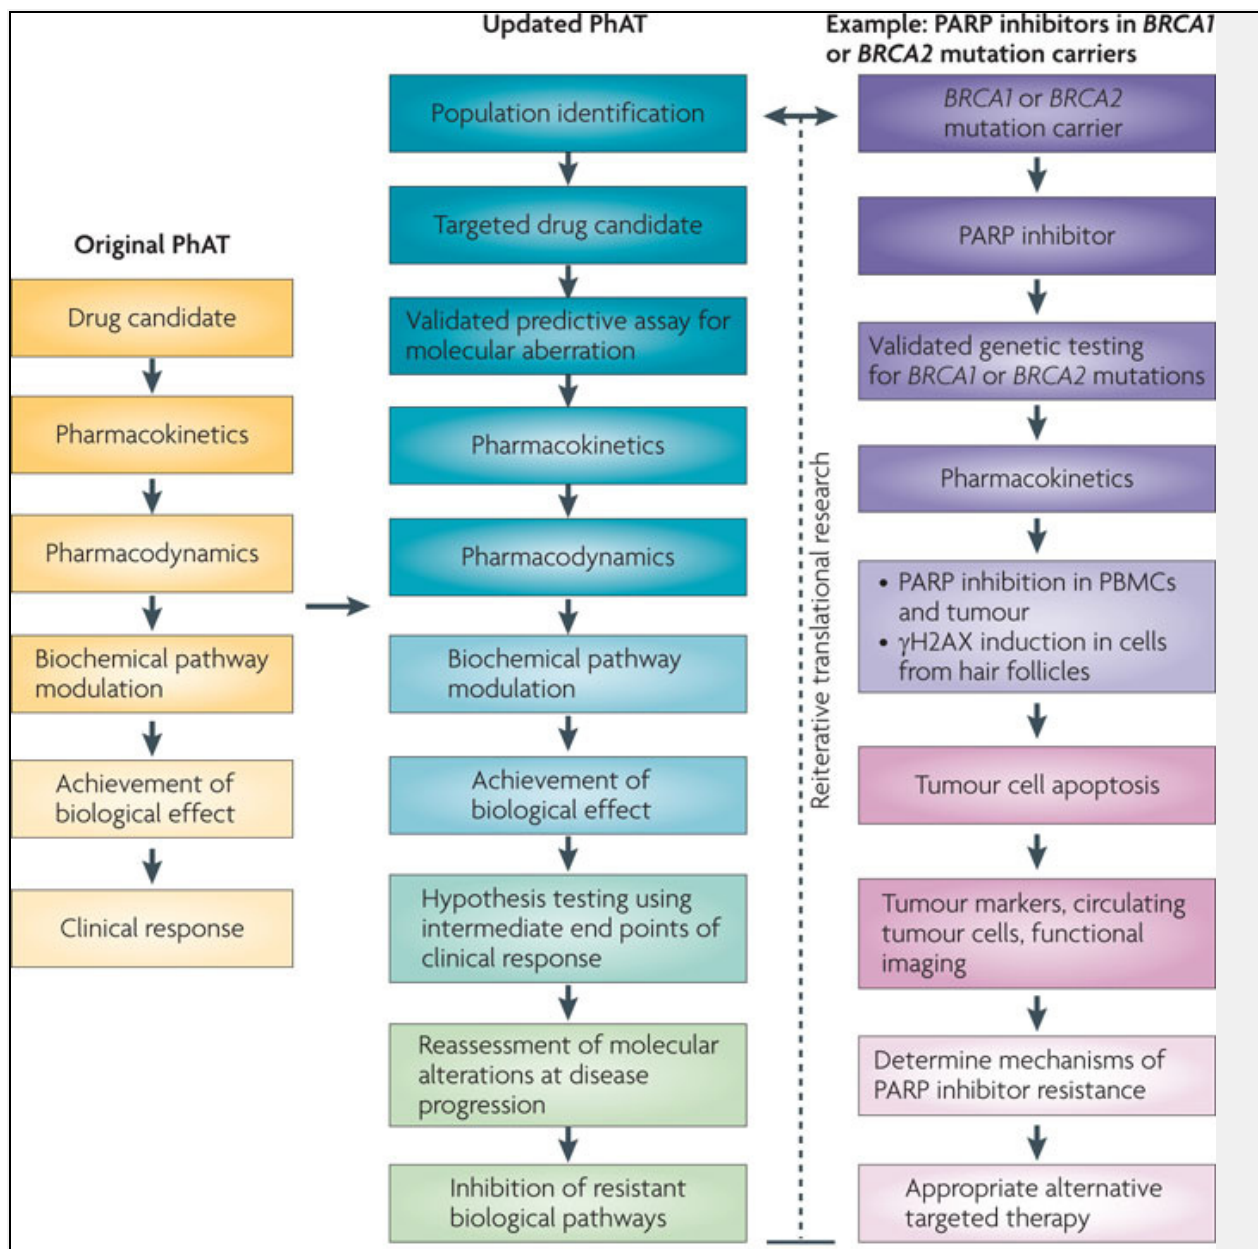 Updated PhAT
Example: PARP inhibitors in BRCA1
or BRCA2 mutation carriers
Original PhAT
Drug candidate
Pharmacokinetics
Pharmacodynamics
Biochemical pathway
modulation
Achievement of
biological effect
Clinical response
Population identification
Targeted drug candidate
Validated predictive assay for
molecular aberration
Pharmacokinetics
Pharmacodynamics
Biochemical pathway
modulation
Achievement of
biological effect
Hypothesis testing using
intermediate end points of
clinical response
Reassessment of molecular
alterations at disease
progression
Inhibition of resistant
biological pathways
Reiterative translational research
BRCA1 or BRCA2
mutation carrier
PARP inhibitor
Validated genetic testing
for BRCA1 or BRCA2 mutations
Pharmacokinetics
• PARP inhibition in PBMCs
and tumour
• γH2AX induction in cells
from hair follicles
Tumour cell apoptosis
Tumour markers, circulating
tumour cells, functional
imaging
Determine mechanisms of
PARP inhibitor resistance
Appropriate alternative
targeted therapy